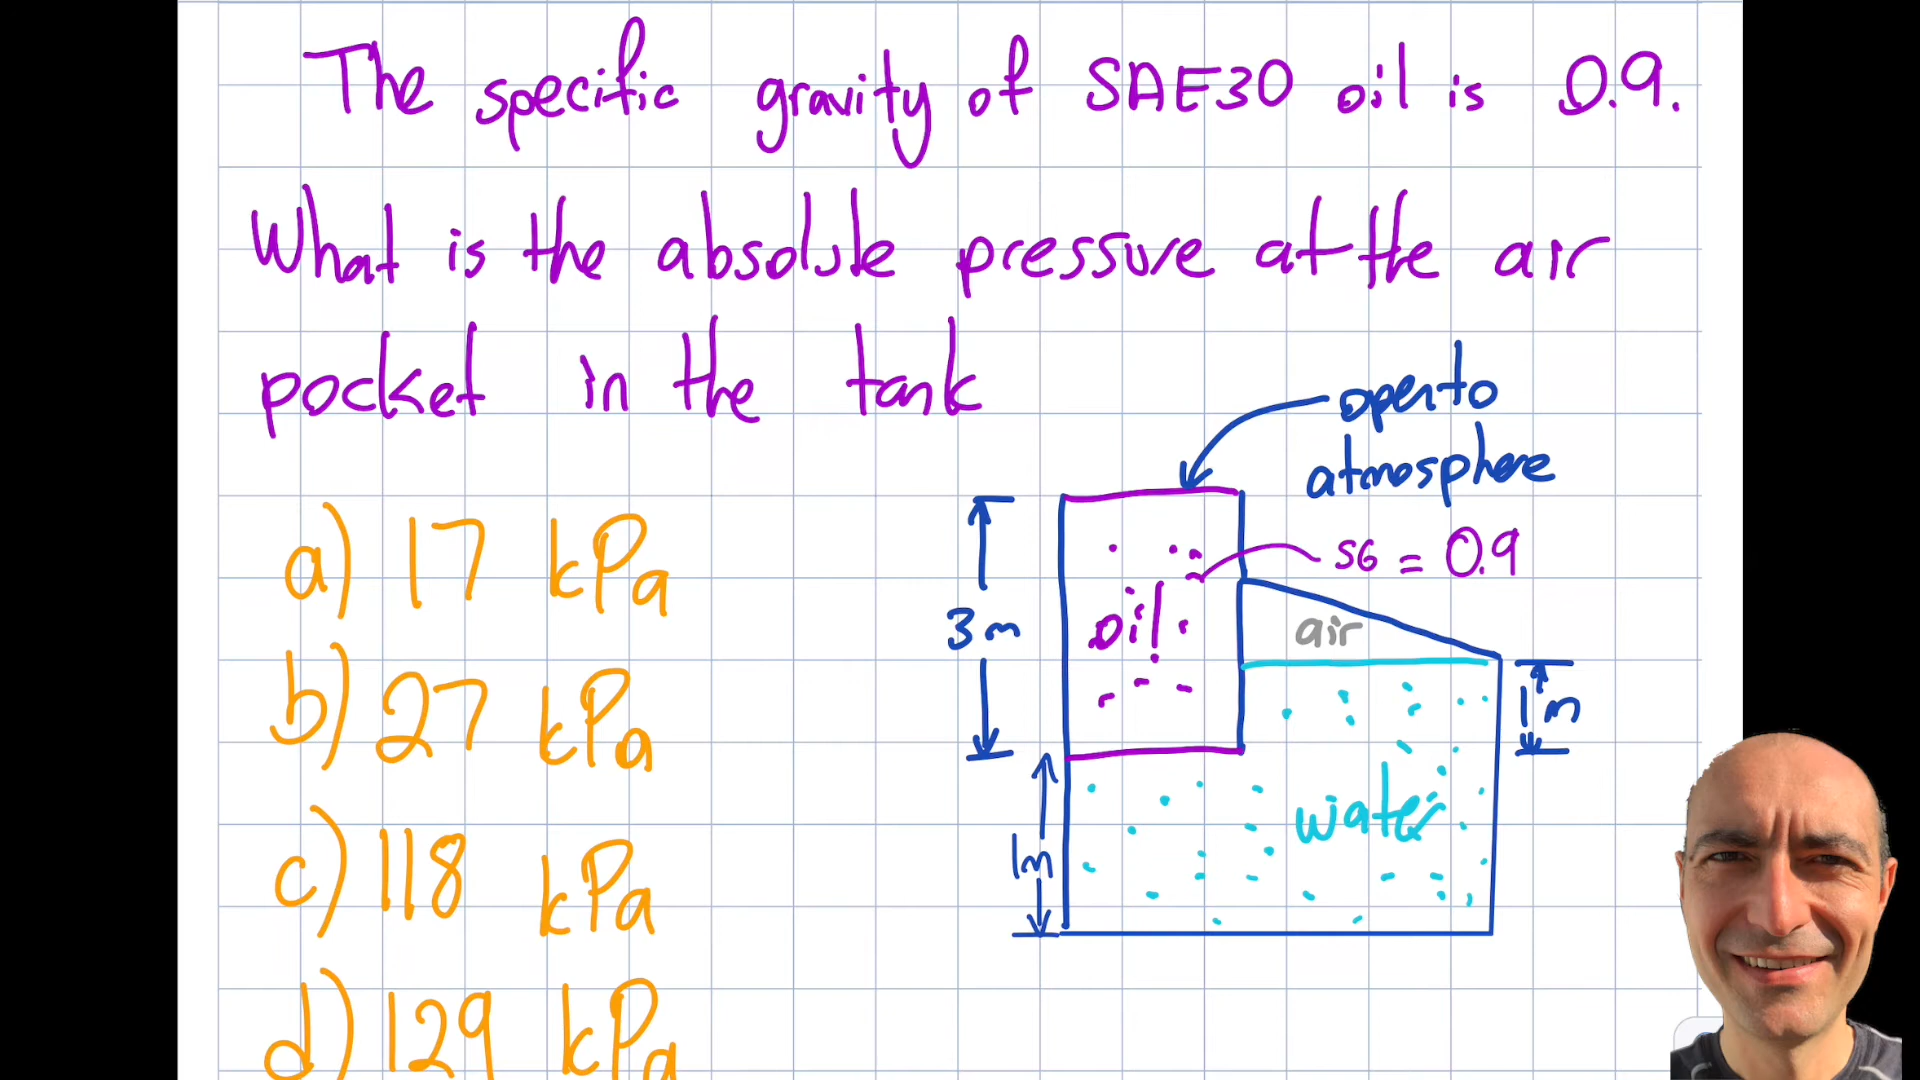 The specific gravity of SAE30 oil is 0.9.
What is the absolute pressure at the air
pocket in the tank
open to
atmosphere
a) 17 kPa
b) 27 kPa
c) 118 kPa
d) 129 kPa
SG = 0.9
3m
oil
air
1m
water
1m